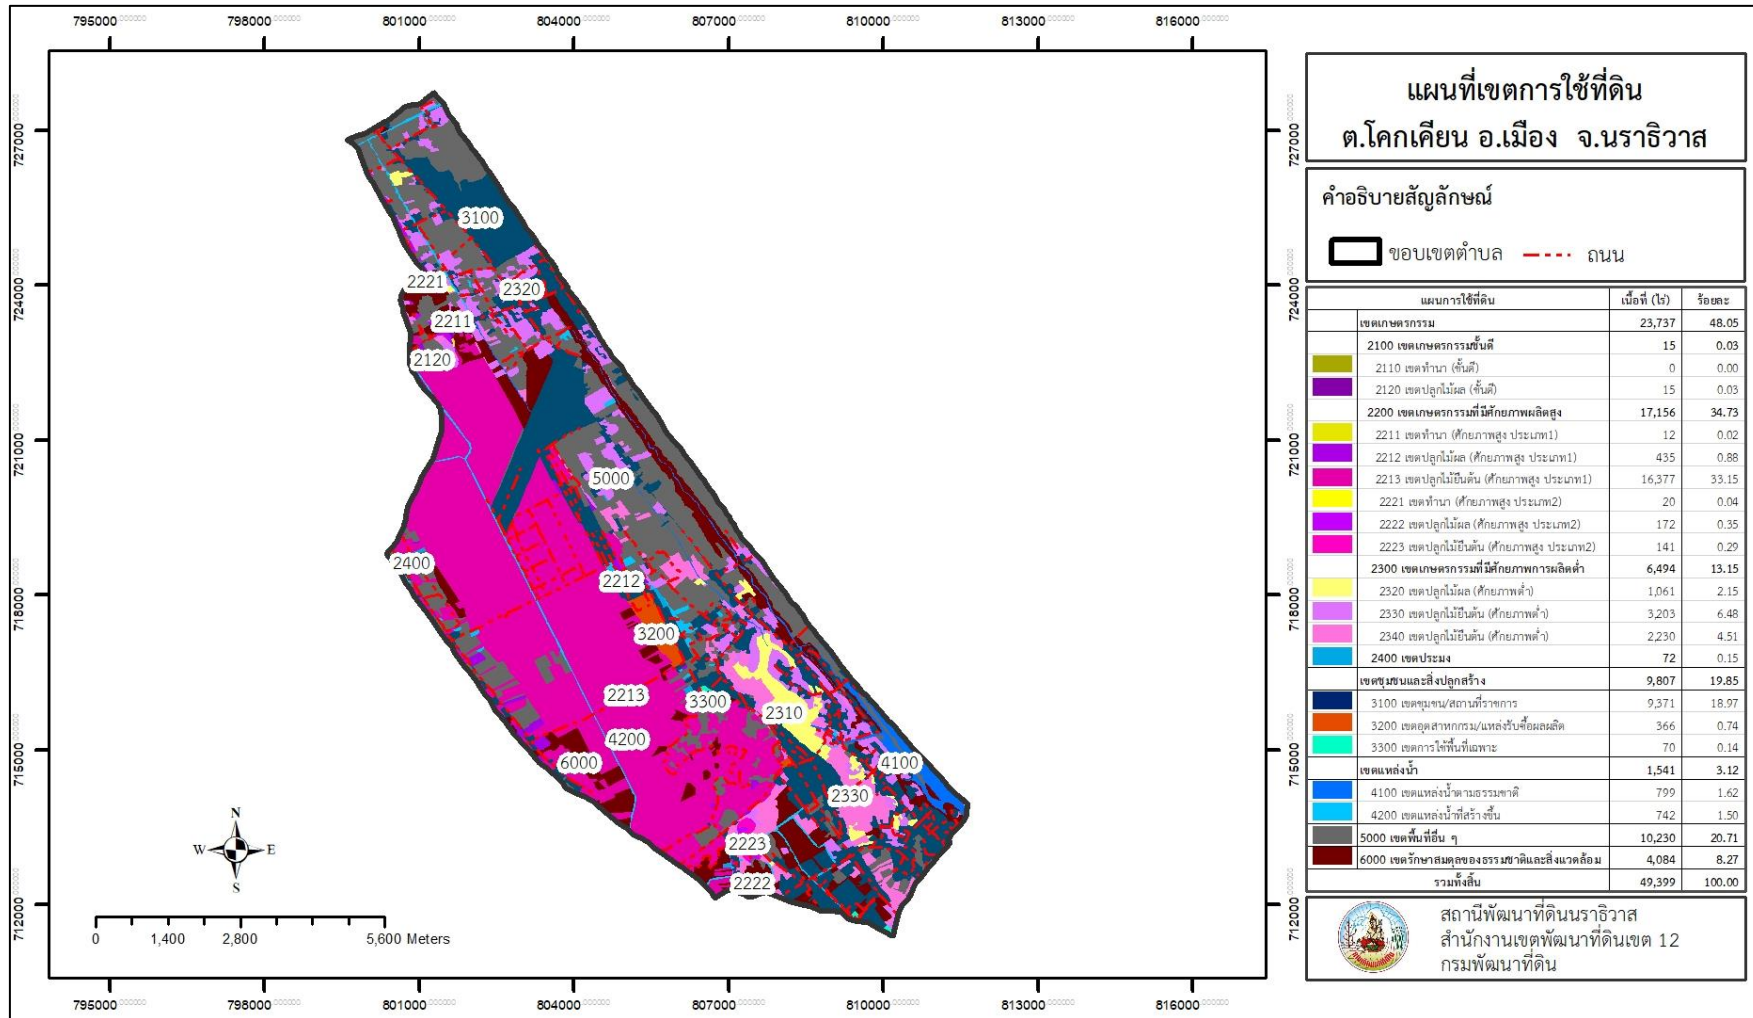 795000 798000 801000 804000 807000 810000 813000 816000
แผนที่เขตการใช้ที่ดิน
ต.โคกเคียน อ.เมือง จ.นราธิวาส
คำอธิบายสัญลักษณ์
ขอบเขตตำบล ถนน
แผนการใช้ที่ดิน เนื้อที่ (ไร่) ร้อยละ
เขตเกษตรกรรม 23,737 48.05
2100 เขตเกษตรกรรมชั้นดี 15 0.03
2110 เขตทำนา (ชั้นดี) 0 0.00
2120 เขตปลูกไม้ผล (ชั้นดี) 15 0.03
2200 เขตเกษตรกรรมที่มีศักยภาพผลิตสูง 17,156 34.73
2211 เขตทำนา (ศักยภาพสูง ประเภท1) 12 0.02
2212 เขตปลูกไม้ผล (ศักยภาพสูง ประเภท1) 435 0.88
2213 เขตปลูกไม้ยืนต้น (ศักยภาพสูง ประเภท1) 16,377 33.15
2221 เขตทำนา (ศักยภาพสูง ประเภท2) 20 0.04
2222 เขตปลูกไม้ผล (ศักยภาพสูง ประเภท2) 172 0.35
2223 เขตปลูกไม้ยืนต้น (ศักยภาพสูง ประเภท2) 141 0.29
2300 เขตเกษตรกรรมที่มีศักยภาพการผลิตต่ำ 6,494 13.15
2320 เขตปลูกไม้ผล (ศักยภาพต่ำ) 1,061 2.15
2330 เขตปลูกไม้ยืนต้น (ศักยภาพต่ำ) 3,203 6.48
2340 เขตปลูกไม้ยืนต้น (ศักยภาพต่ำ) 2,230 4.51
2400 เขตประมง 72 0.15
เขตชุมชนและสิ่งปลูกสร้าง 9,807 19.85
3100 เขตชุมชน/สถานที่ราชการ 9,371 18.97
3200 เขตอุตสาหกรรม/แหล่งรับซื้อผลผลิต 366 0.74
3300 เขตการใช้พื้นที่เฉพาะ 70 0.14
เขตแหล่งน้ำ 1,541 3.12
4100 เขตแหล่งน้ำตามธรรมชาติ 799 1.62
4200 เขตแหล่งน้ำที่สร้างขึ้น 742 1.50
5000 เขตพื้นที่อื่น ๆ 10,230 20.71
6000 เขตรักษาสมดุลของธรรมชาติและสิ่งแวดล้อม 4,084 8.27
รวมทั้งสิ้น 49,399 100.00
สถานีพัฒนาที่ดินนราธิวาส
สำนักงานเขตพัฒนาที่ดินเขต 12
กรมพัฒนาที่ดิน
727000 727000
3100
2221
2320
724000 724000
2211
2120
721000 721000
5000
2400
2212
718000 718000
3200
2213
3300
2310
4200
6000
4100
715000 715000
2330
2223
2222
712000 712000
N
W E
S
0 1,400 2,800 5,600 Meters
795000 798000 801000 804000 807000 810000 813000 816000